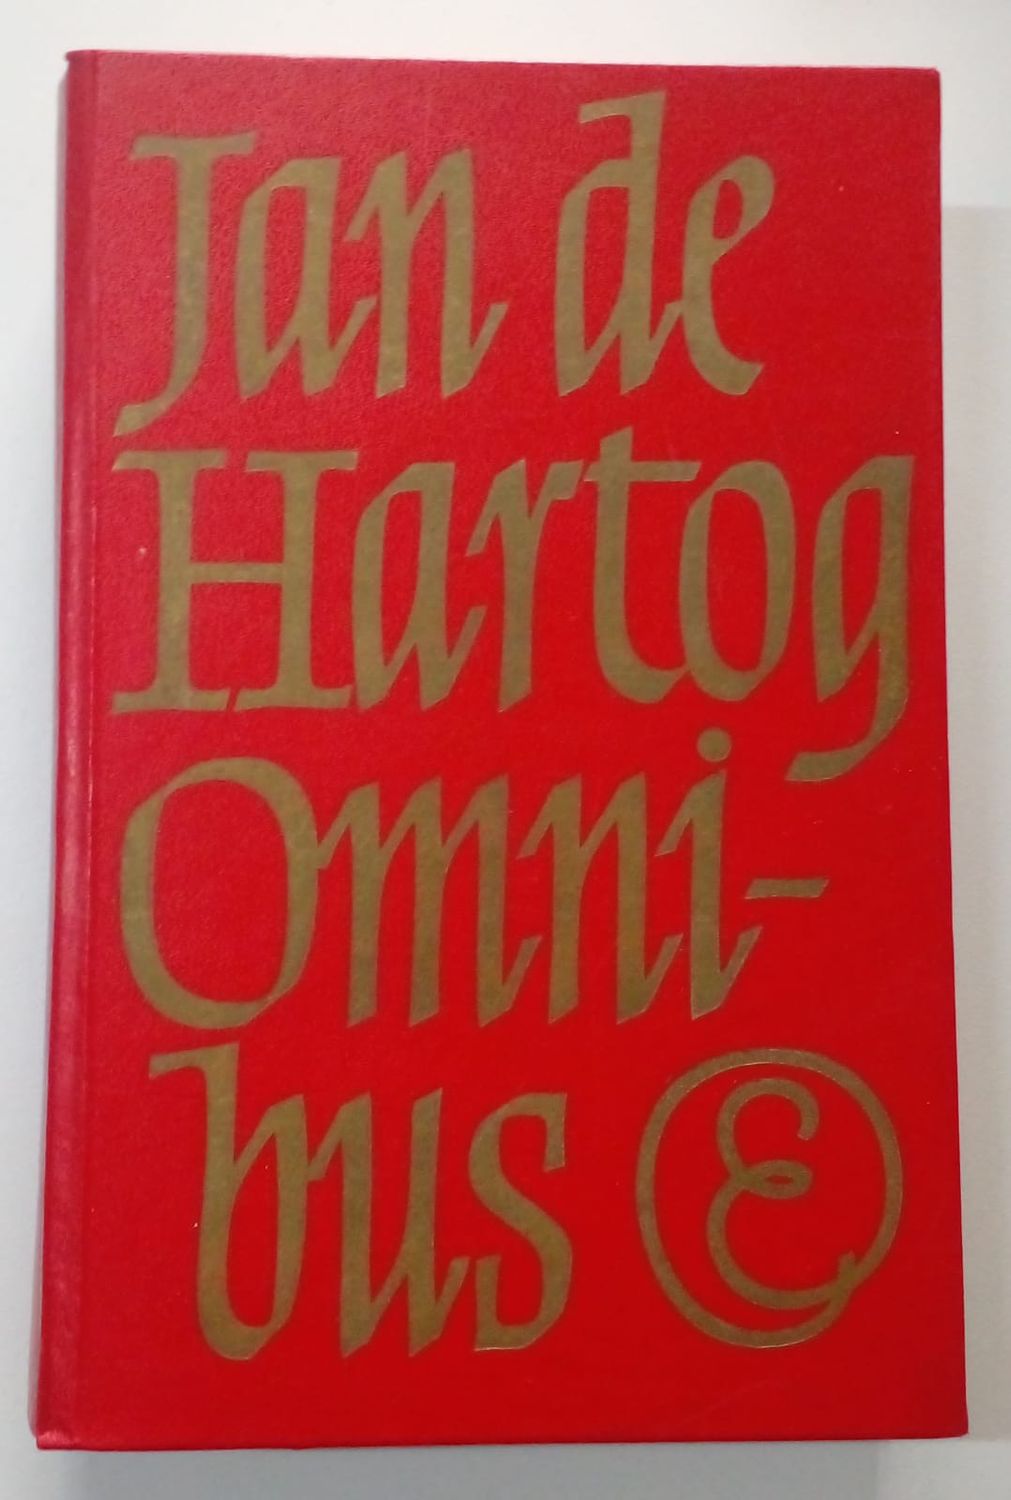 Jan de
Hartog
Omni-
bus E